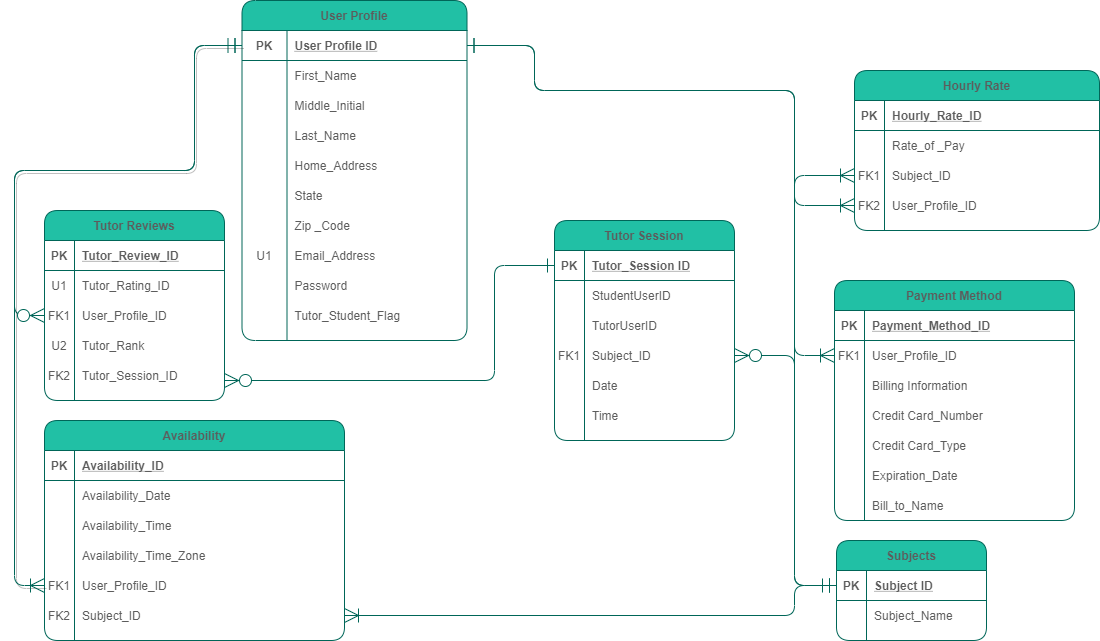 User Profile
PK User Profile ID
First_Name
Middle_Initial
Last_Name
Home_Address
State
Zip _Code
U1 Email_Address
Password
Tutor_Student_Flag
Hourly Rate
PK Hourly_Rate_ID
Rate_of _Pay
FK1 Subject_ID
FK2 User_Profile_ID
Tutor Reviews
PK Tutor_Review_ID
U1 Tutor_Rating_ID
FK1 User_Profile_ID
U2 Tutor_Rank
FK2 Tutor_Session_ID
Tutor Session
PK Tutor_Session ID
StudentUserID
TutorUserID
FK1 Subject_ID
Date
Time
Payment Method
PK Payment_Method_ID
FK1 User_Profile_ID
Billing Information
Credit Card_Number
Credit Card_Type
Expiration_Date
Bill_to_Name
Availability
PK Availability_ID
Availability_Date
Availability_Time
Availability_Time_Zone
FK1 User_Profile_ID
FK2 Subject_ID
Subjects
PK Subject ID
Subject_Name